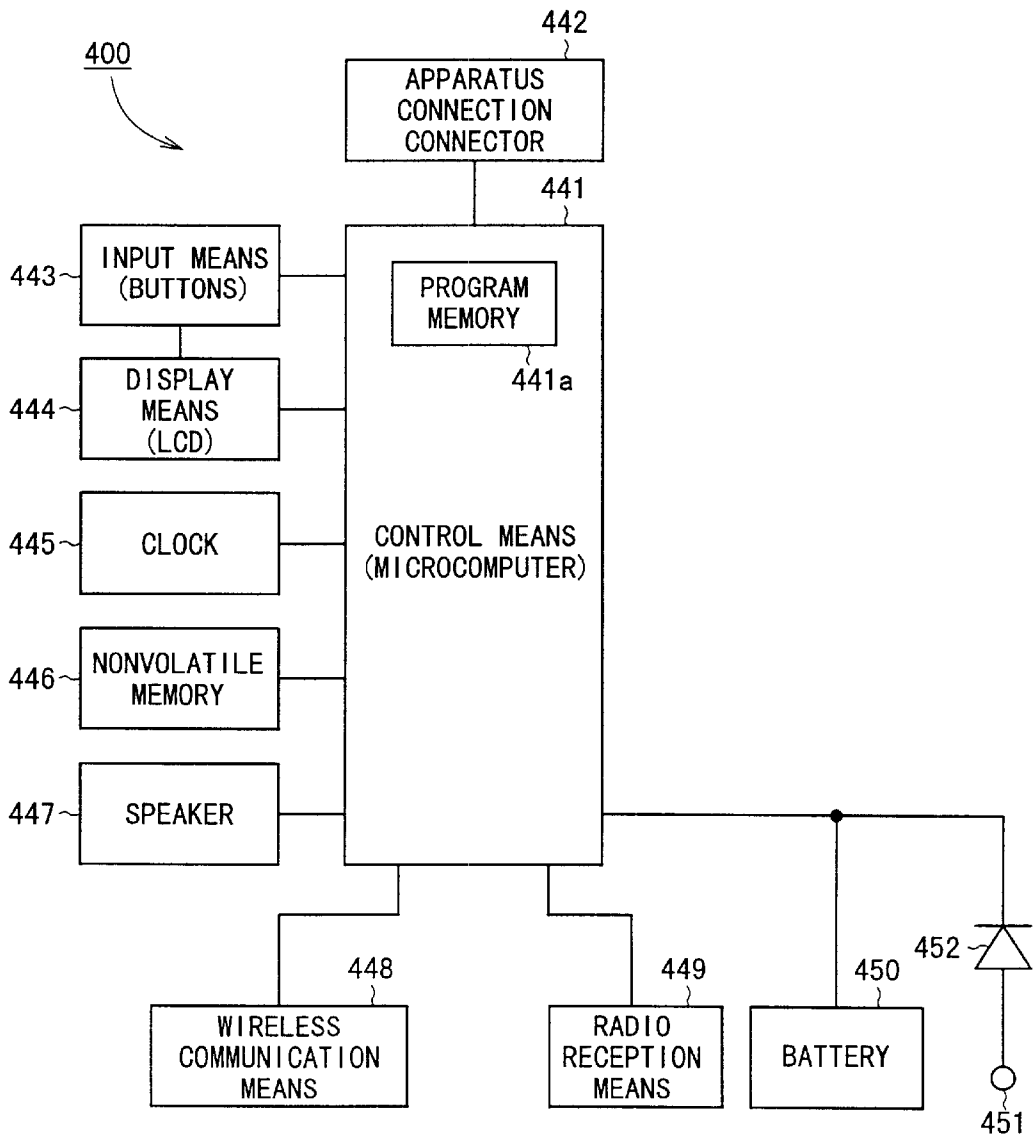 400
442
APPARATUS
CONNECTION
CONNECTOR
441
443
INPUT MEANS
(BUTTONS)
PROGRAM
MEMORY
441a
444
DISPLAY
MEANS
(LCD)
445
CLOCK
CONTROL MEANS
(MICROCOMPUTER)
446
NONVOLATILE
MEMORY
447
SPEAKER
448
WIRELESS
COMMUNICATION
MEANS
449
RADIO
RECEPTION
MEANS
450
BATTERY
452
451